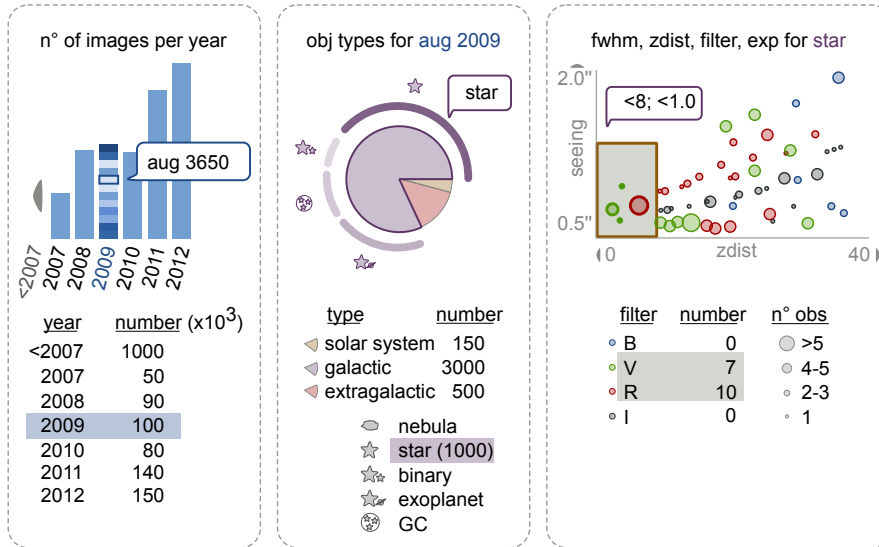 n° of images per year
aug 3650
<2007
2007
2008
2009
2010
2011
2012
year number (x10³)
<2007 1000
2007 50
2008 90
2009 100
2010 80
2011 140
2012 150
obj types for aug 2009
star
type number
solar system 150
galactic 3000
extragalactic 500
nebula
star (1000)
binary
exoplanet
GC
fwhm, zdist, filter, exp for star
2.0"
<8; <1.0
seeing
0.5"
0 zdist 40
filter number n° obs
B 0 >5
V 7 4-5
R 10 2-3
I 0 1